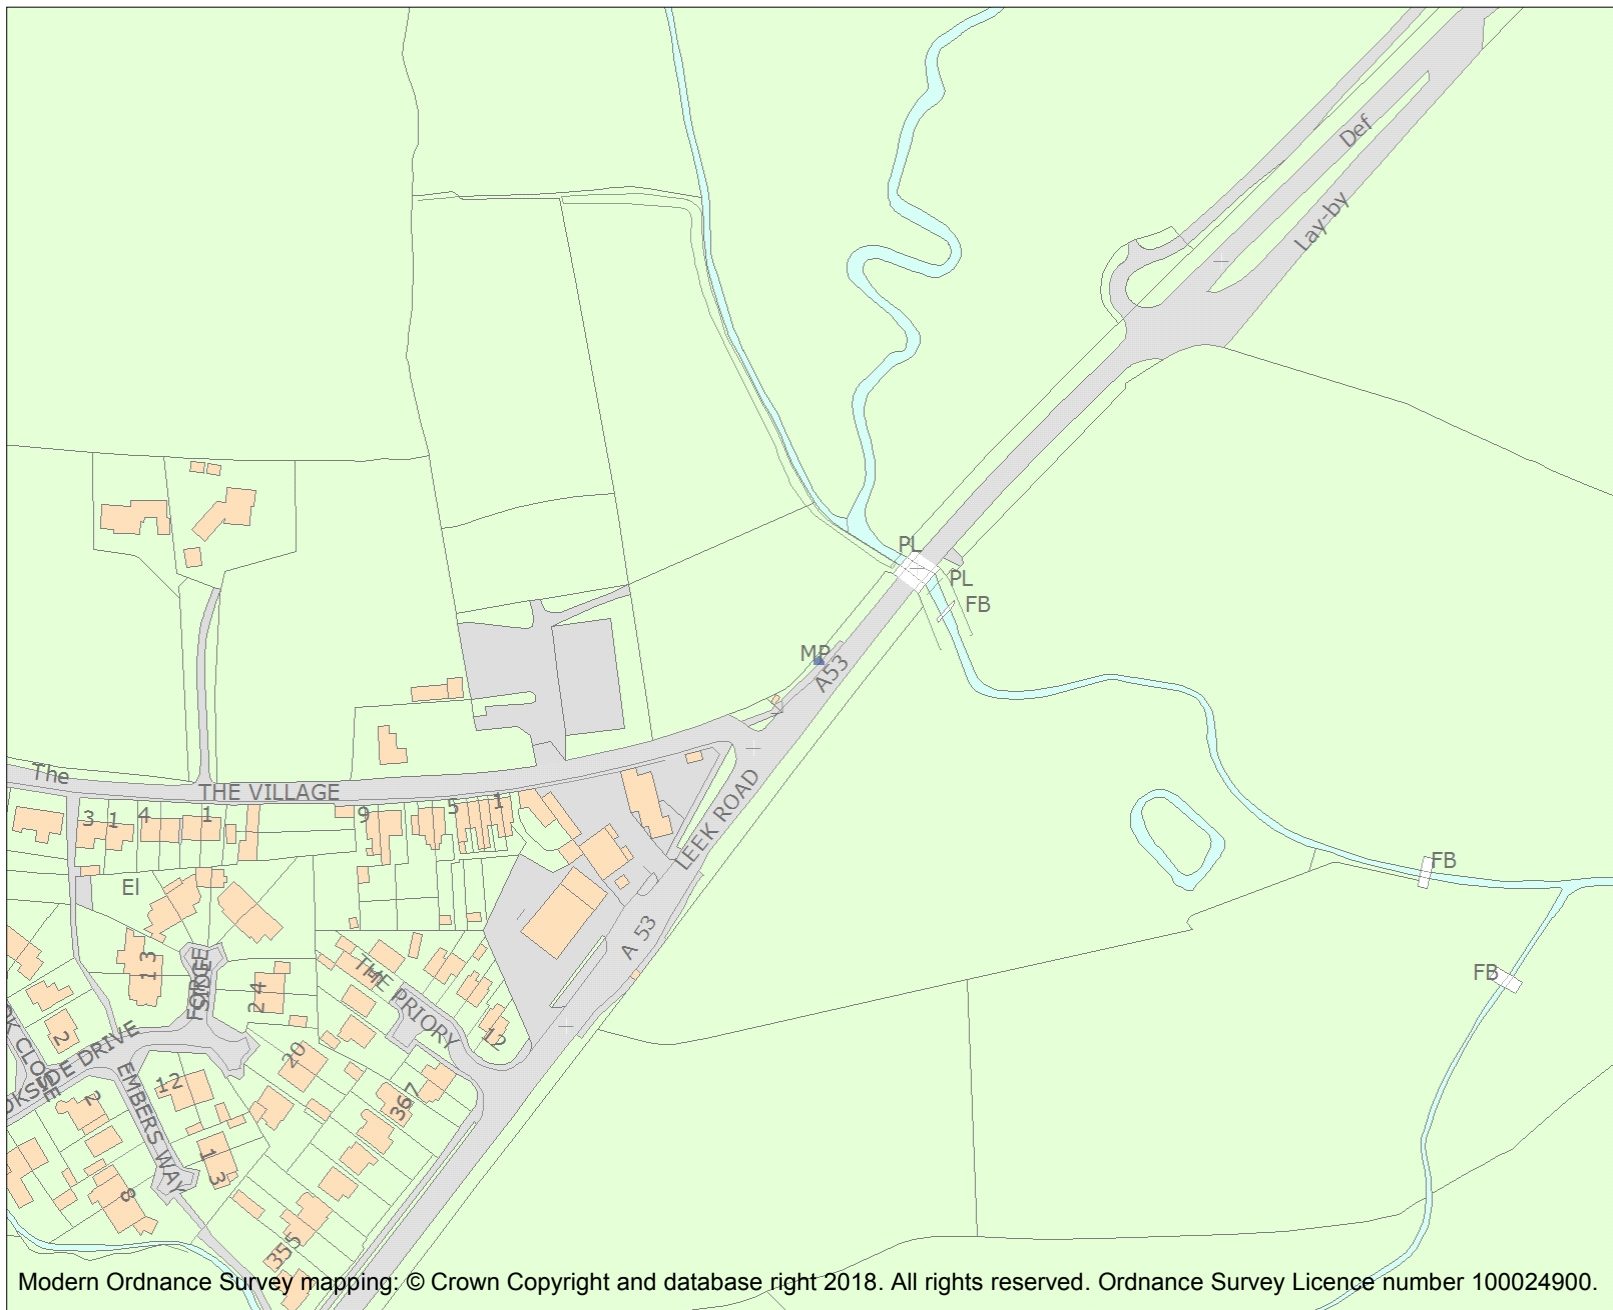 Def
Lay-by
PL
PL
FB
MP
A53
The
THE VILLAGE
3 1 4 1
9 5 1
LEEK ROAD
FB
El
A 53
FB
1 3
FORGE
SIDE
2 4
THE PRIORY
12
2
SIDE DRIVE
CLOSE
20
EMBERS WAY
12
2
367
1 3
8
355
Modern Ordnance Survey mapping: © Crown Copyright and database right 2018. All rights reserved. Ordnance Survey Licence number 100024900.